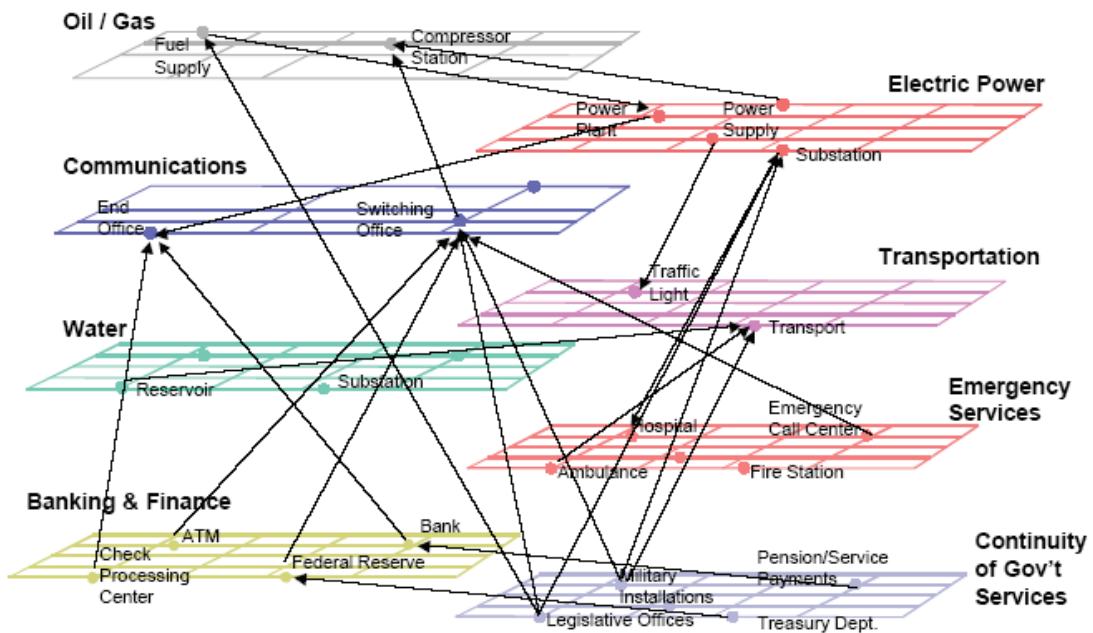 Oil / Gas
Fuel
Supply
Compressor
Station
Electric Power
Power
Plant
Power
Supply
Substation
Communications
End
Office
Switching
Office
Transportation
Traffic
Light
Transport
Water
Reservoir
Substation
Emergency
Services
Hospital
Emergency
Call Center
Ambulance
Fire Station
Banking & Finance
ATM
Bank
Check
Processing
Center
Federal Reserve
Continuity
of Gov't
Services
Pension/Service
Payments
Military
Installations
Legislative Offices
Treasury Dept.